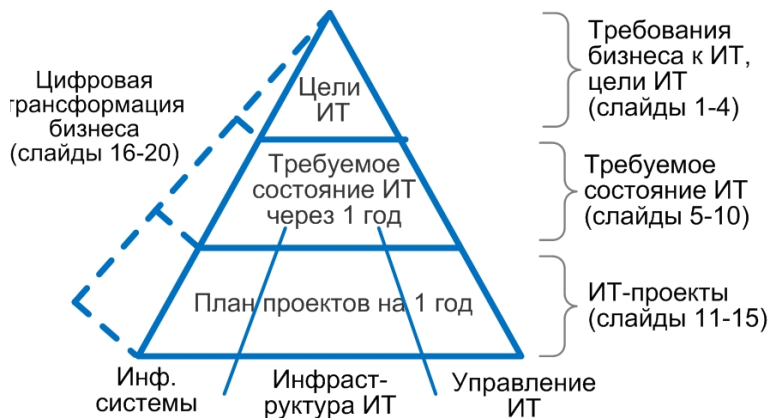 Цифровая
трансформация
бизнеса
(слайды 16-20)
Цели
ИТ
Требуемое
состояние ИТ
через 1 год
План проектов на 1 год
Требования
бизнеса к ИТ,
цели ИТ
(слайды 1-4)
Требуемое
состояние ИТ
(слайды 5-10)
ИТ-проекты
(слайды 11-15)
Инф.
системы
Инфраст-
руктура ИТ
Управление
ИТ